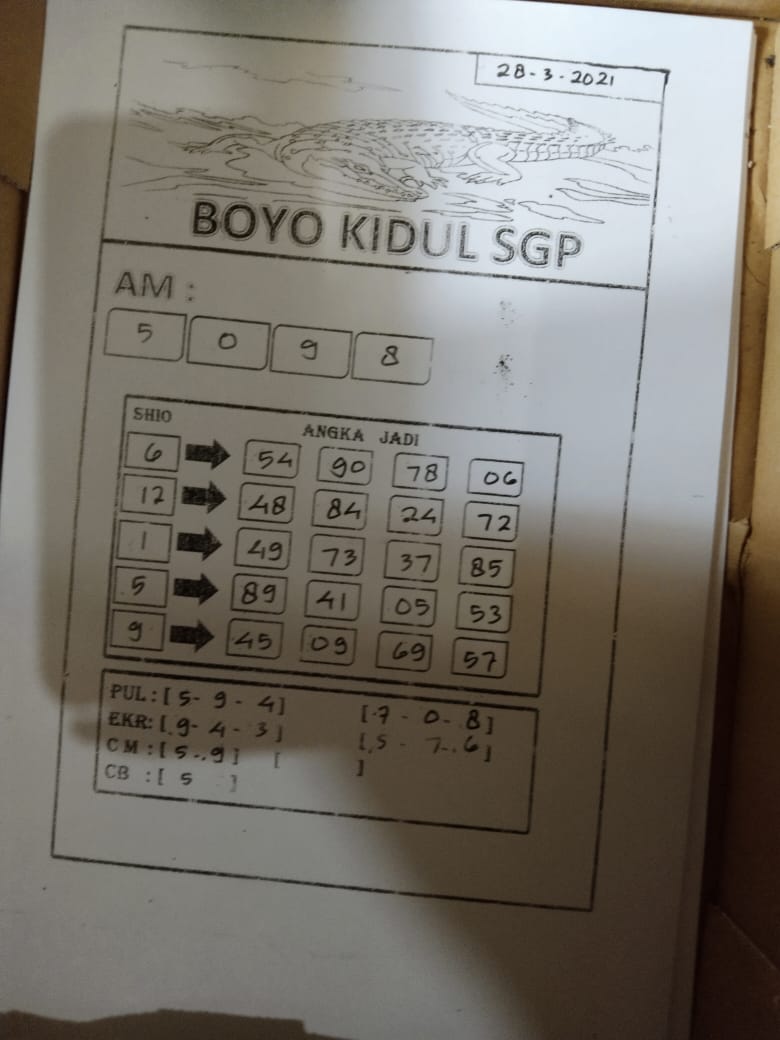 28-3-2021
BOYO KIDUL SGP
AM :
5 0 9 8
SHIO ANGKA JADI
6 54 90 78 06
12 48 84 24 72
1 49 73 37 85
5 89 41 05 53
9 45 09 69 57
PUL : [ 5- 9 - 4 ] [ 7 - 0 - 8 ]
EKR: [ 9- 4 - 3 ] [ 5 - 7 - 6 ]
CM : [ 5 - 9 ] [ ]
CB : [ 5 ]